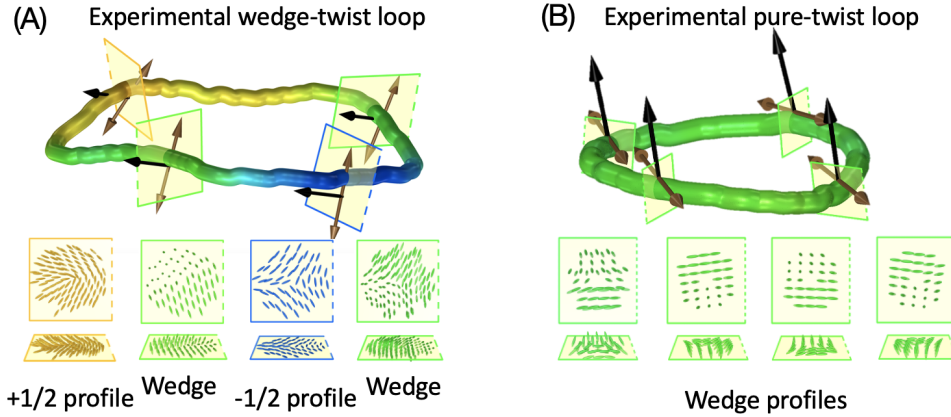 (A) Experimental wedge-twist loop
(B) Experimental pure-twist loop
+1/2 profile Wedge -1/2 profile Wedge
Wedge profiles